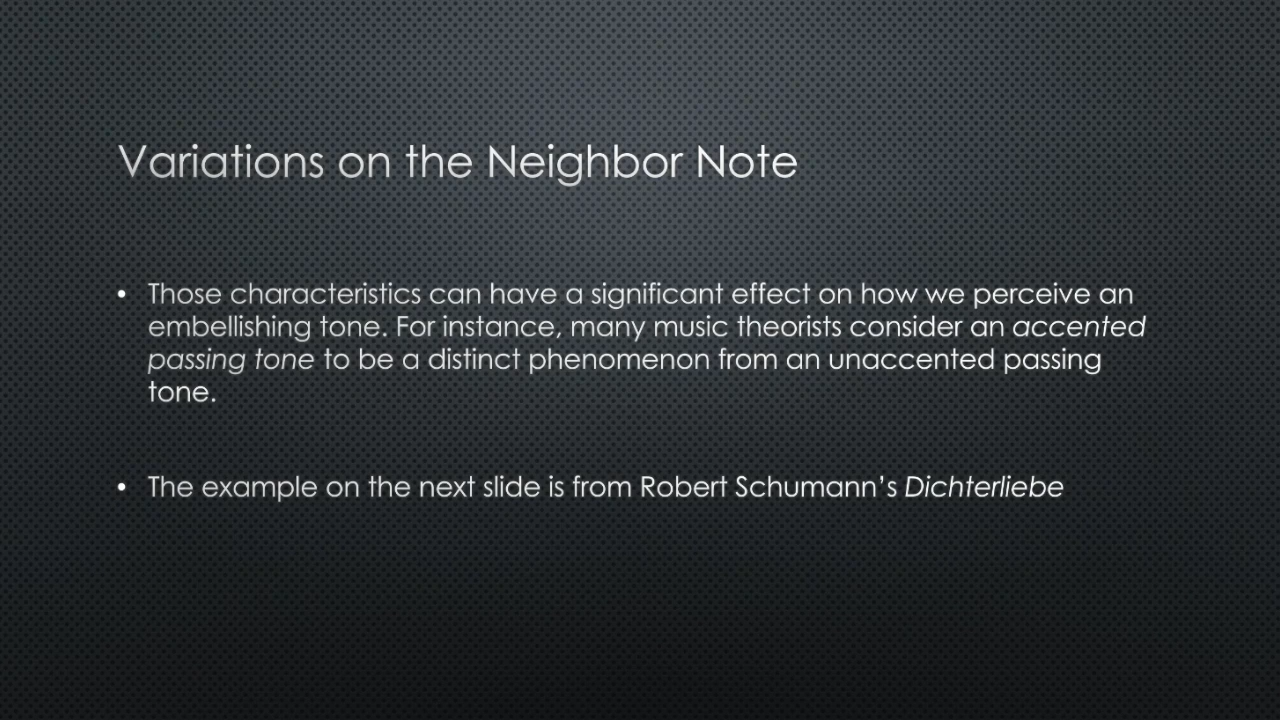 Variations on the Neighbor Note
• Those characteristics can have a significant effect on how we perceive an
embellishing tone. For instance, many music theorists consider an accented
passing tone to be a distinct phenomenon from an unaccented passing
tone.
• The example on the next slide is from Robert Schumann’s Dichterliebe